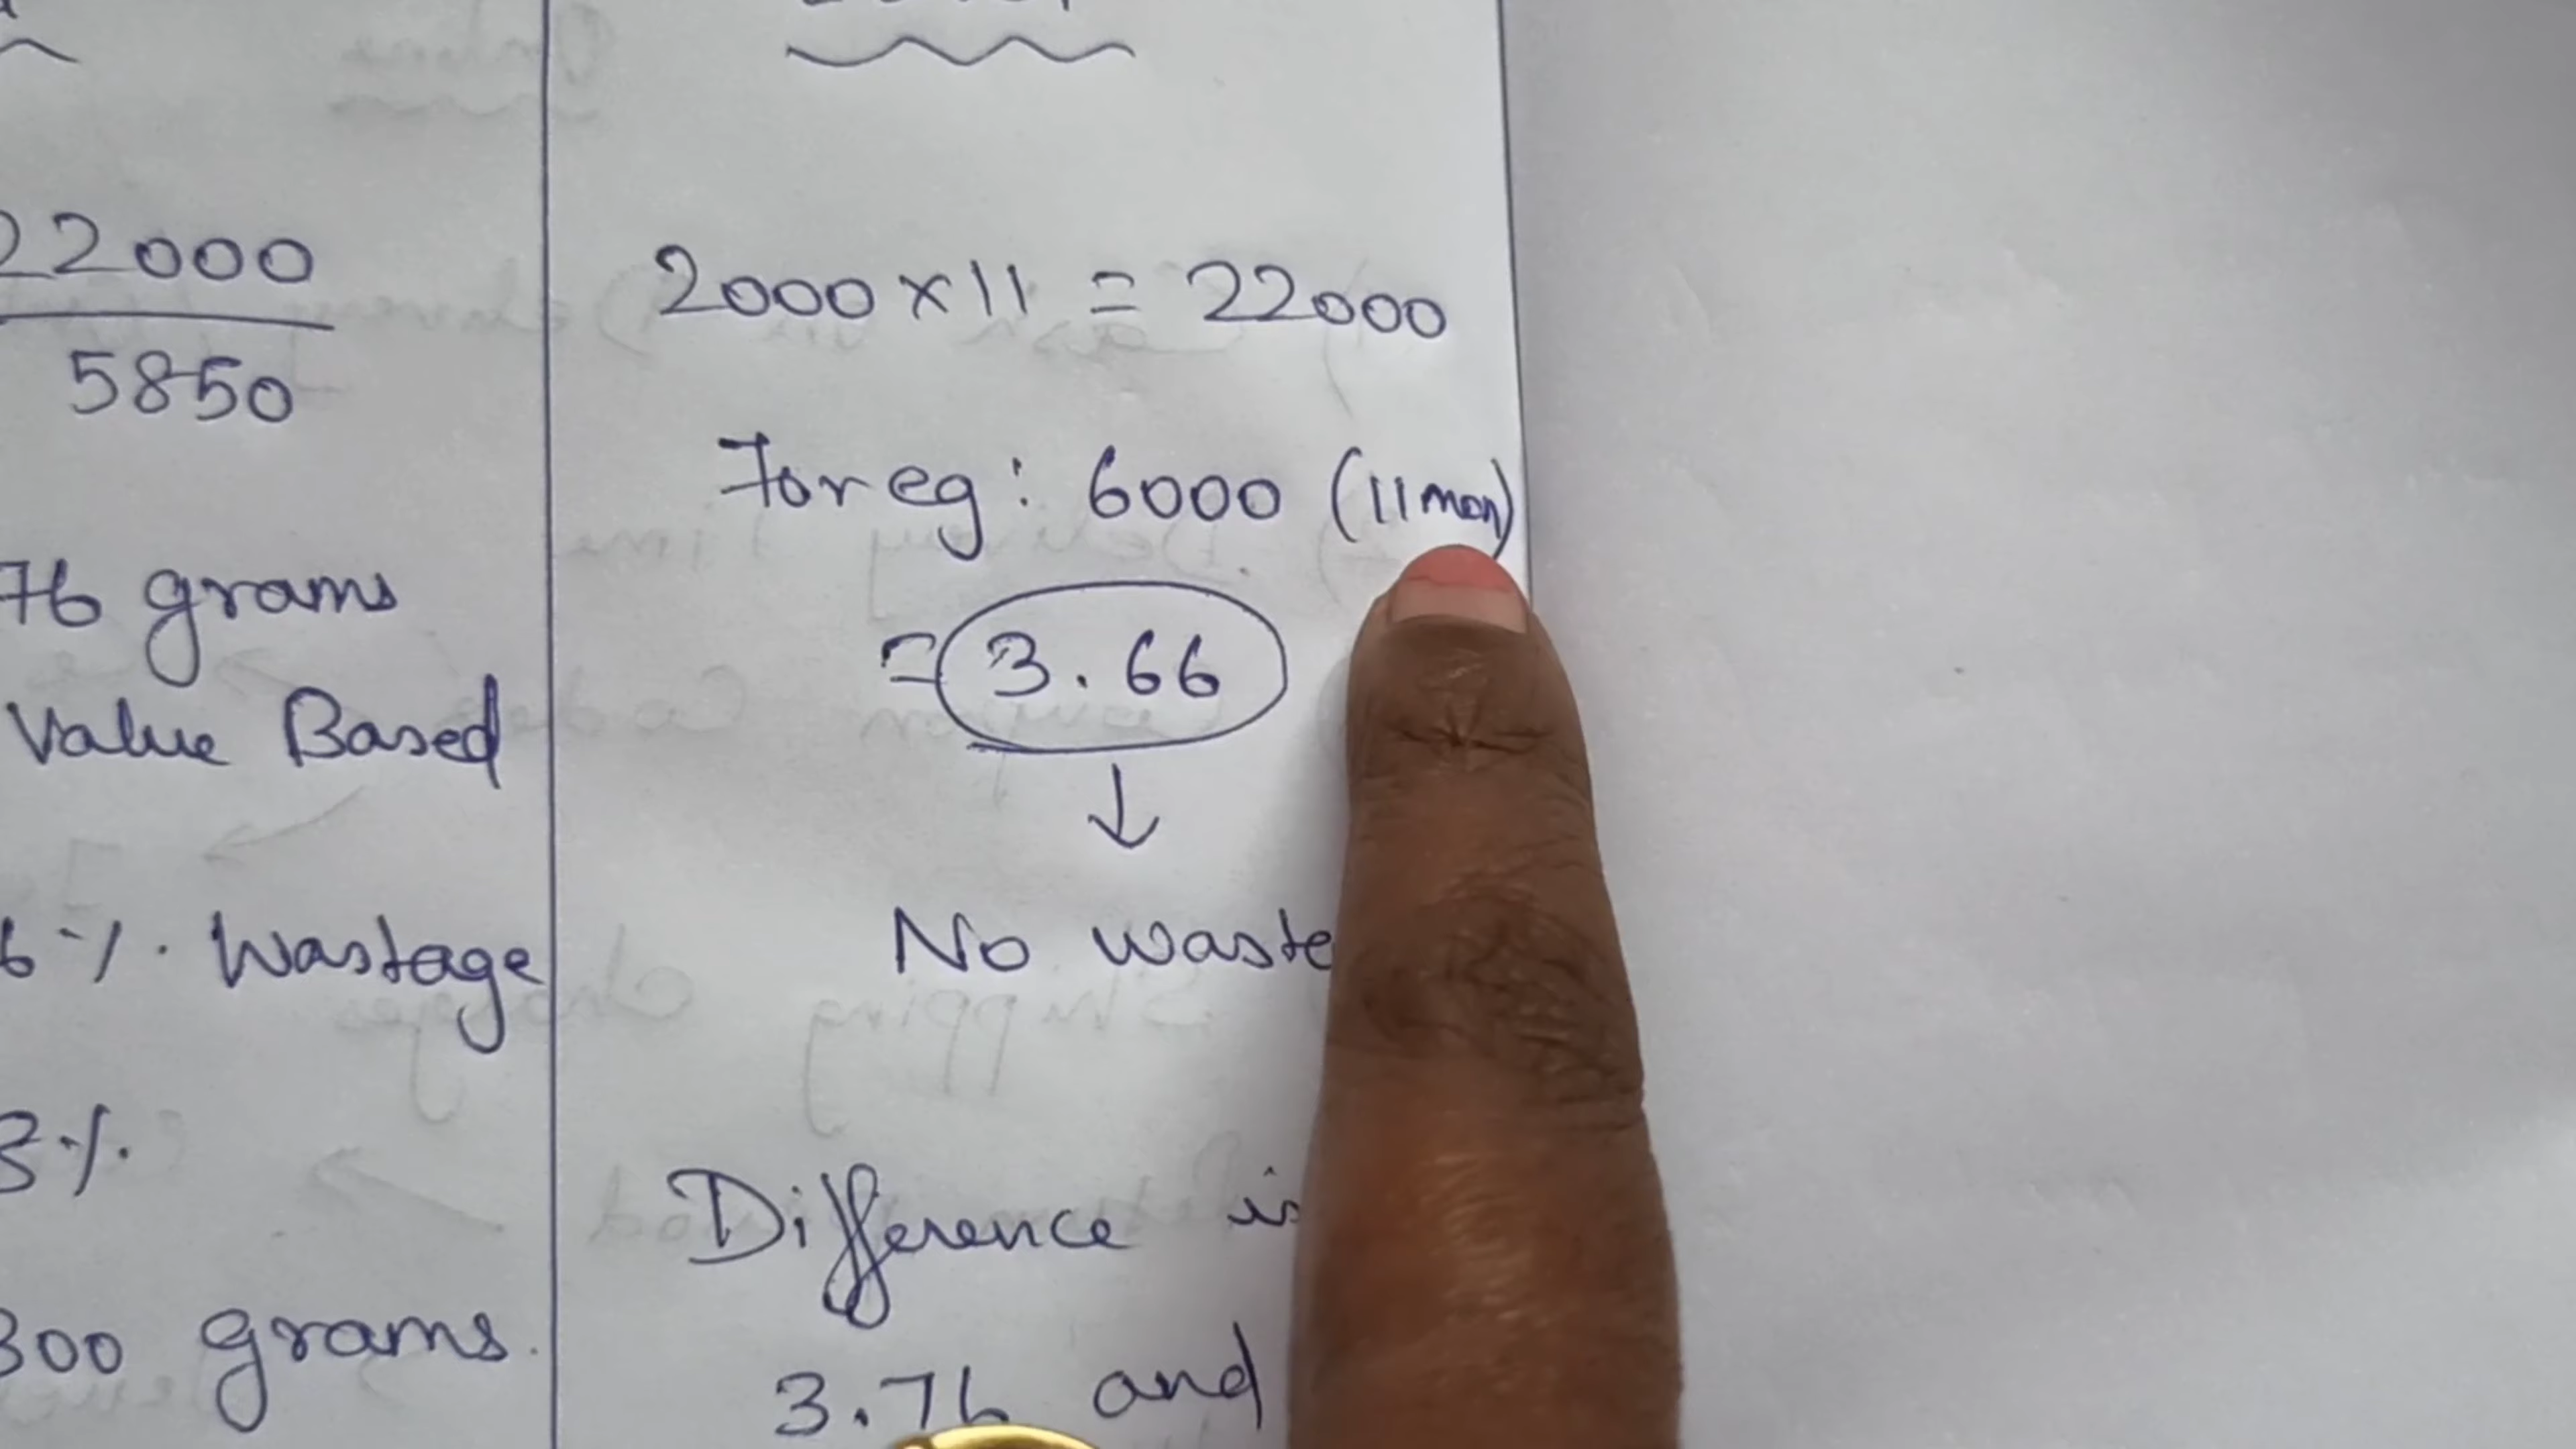 22000
5850
76 grams
Value Based
6%. Wastage
3%.
300 grams.
2000 × 11 = 22000
For eg: 6000 (11 mon)
= 3.66
↓
No waste
Difference is
3.76 and